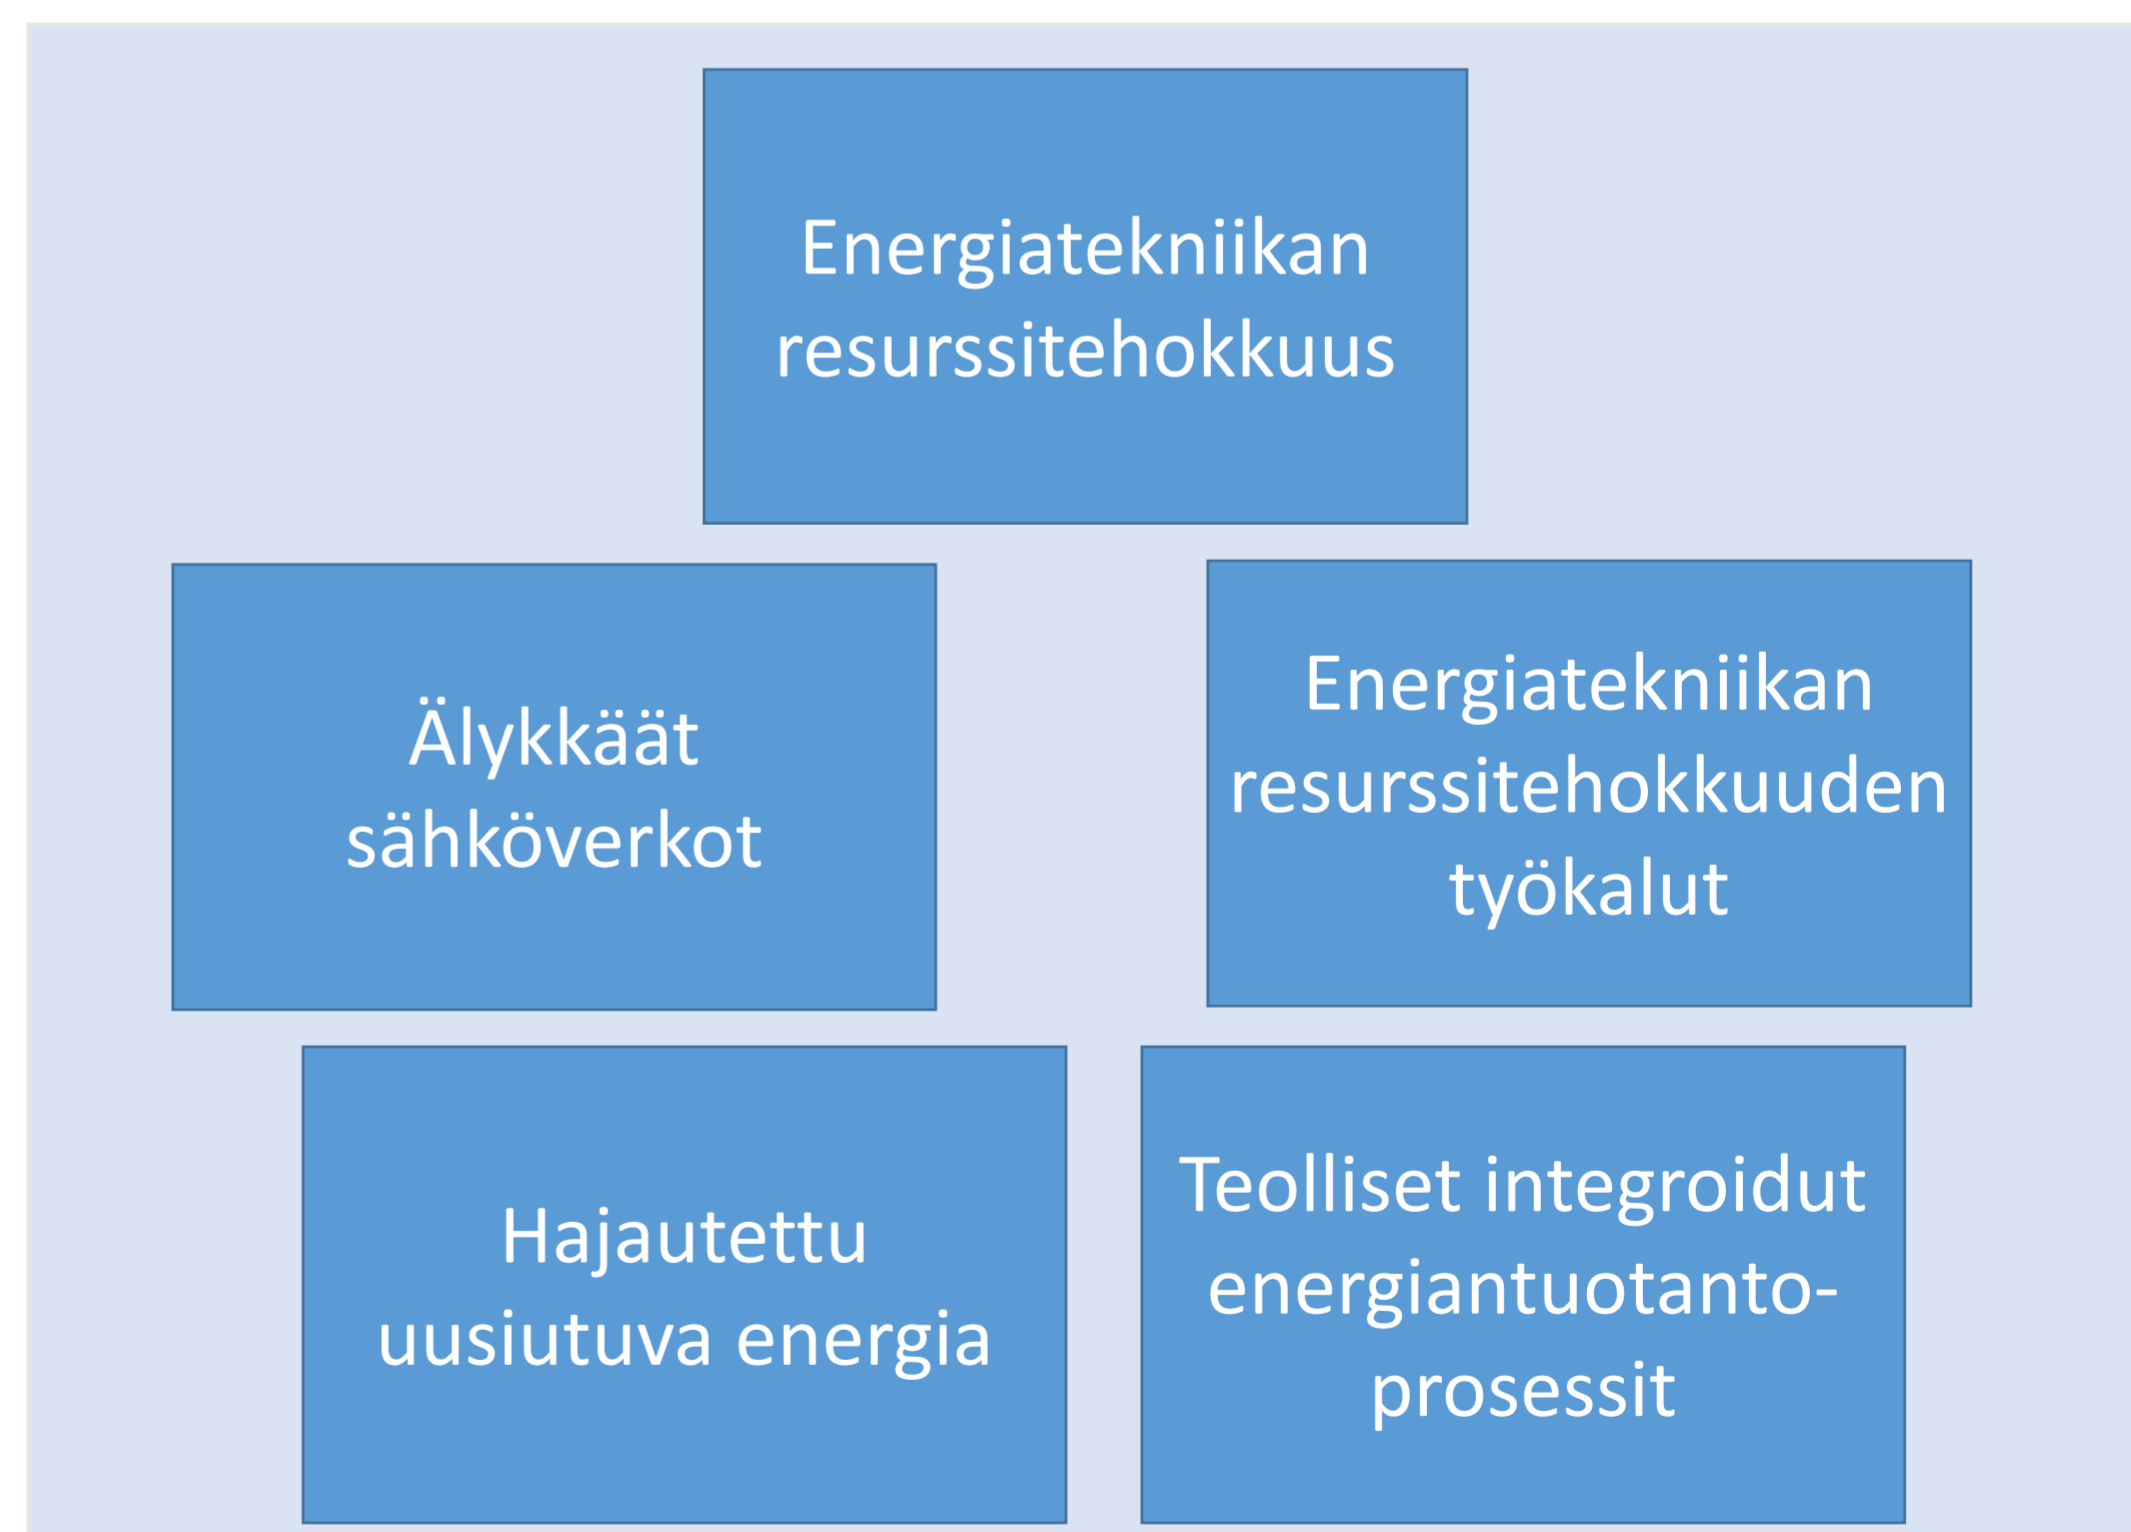 Energiatekniikan
resurssitehokkuus
Älykkäät
sähköverkot
Energiatekniikan
resurssitehokkuuden
työkalut
Hajautettu
uusiutuva energia
Teolliset integroidut
energiantuotanto-
prosessit